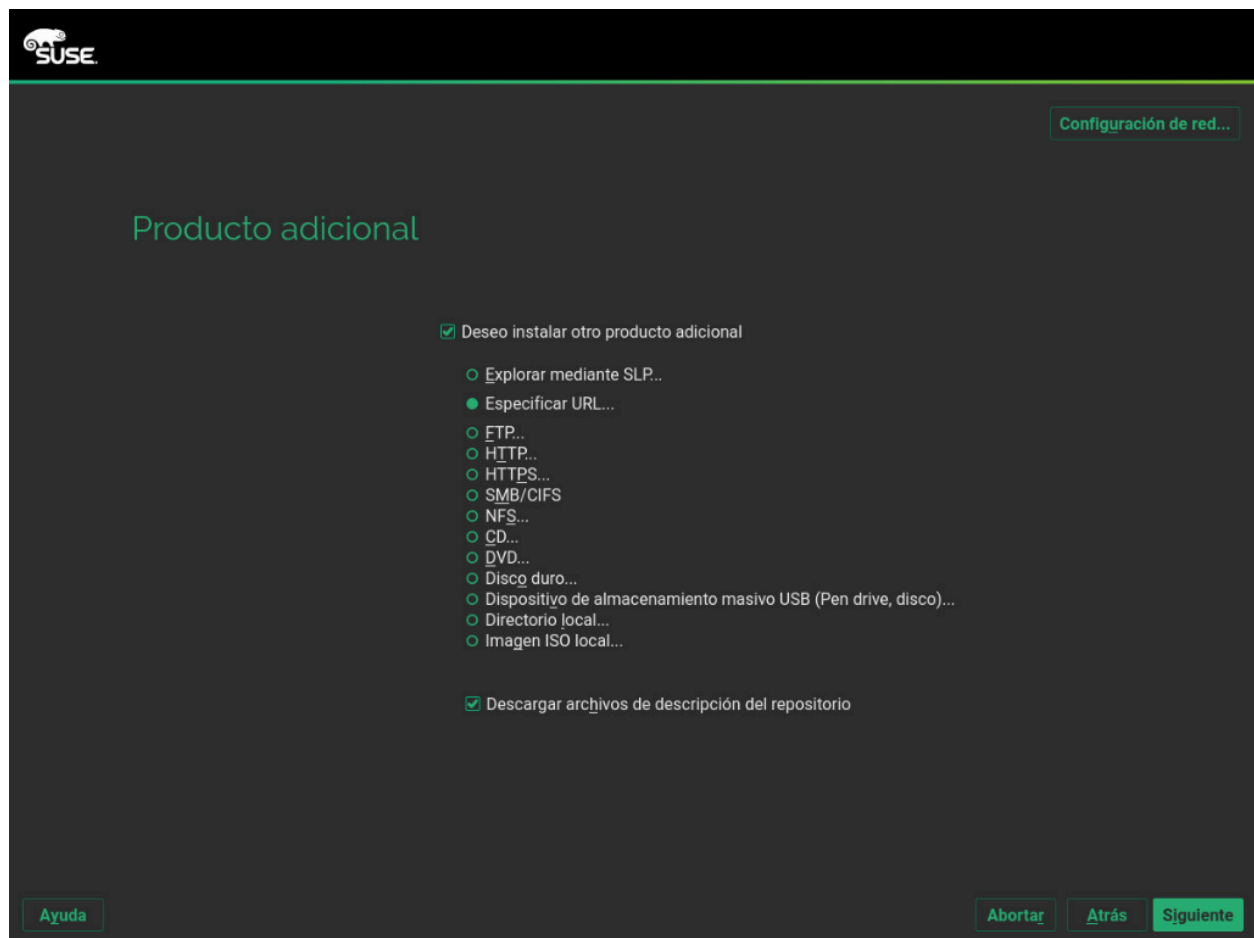 SUSE.
Configuración de red...
Producto adicional
Deseo instalar otro producto adicional
Explorar mediante SLP...
Especificar URL...
FTP...
HTTP...
HTTPS...
SMB/CIFS
NFS...
CD...
DVD...
Disco duro...
Dispositivo de almacenamiento masivo USB (Pen drive, disco)...
Directorio local...
Imagen ISO local...
Descargar archivos de descripción del repositorio
Ayuda Abortar Atrás Siguiente